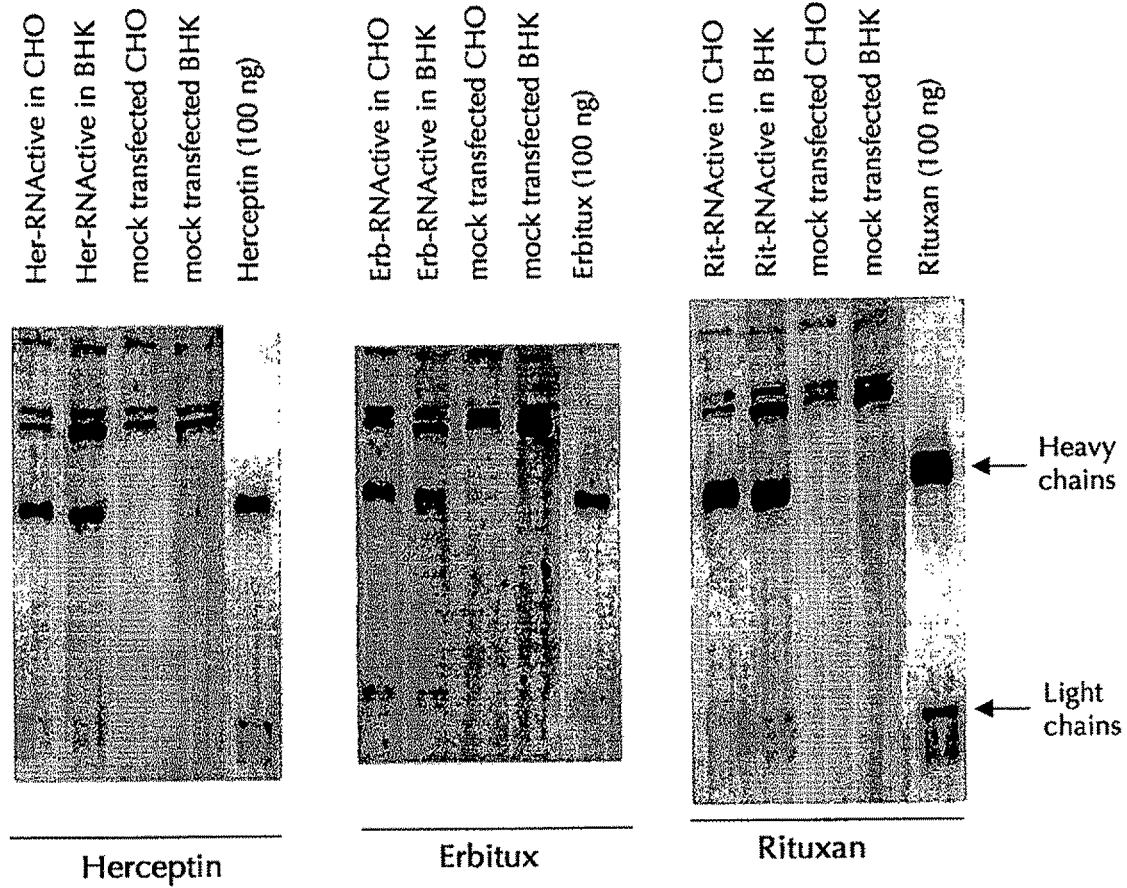 Her-RNActive in CHO
Her-RNActive in BHK
mock transfected CHO
mock transfected BHK
Herceptin (100 ng)
Erb-RNActive in CHO
Erb-RNActive in BHK
mock transfected CHO
mock transfected BHK
Erbitux (100 ng)
Rit-RNActive in CHO
Rit-RNActive in BHK
mock transfected CHO
mock transfected BHK
Rituxan (100 ng)
Heavy
chains
Light
chains
Herceptin
Erbitux
Rituxan